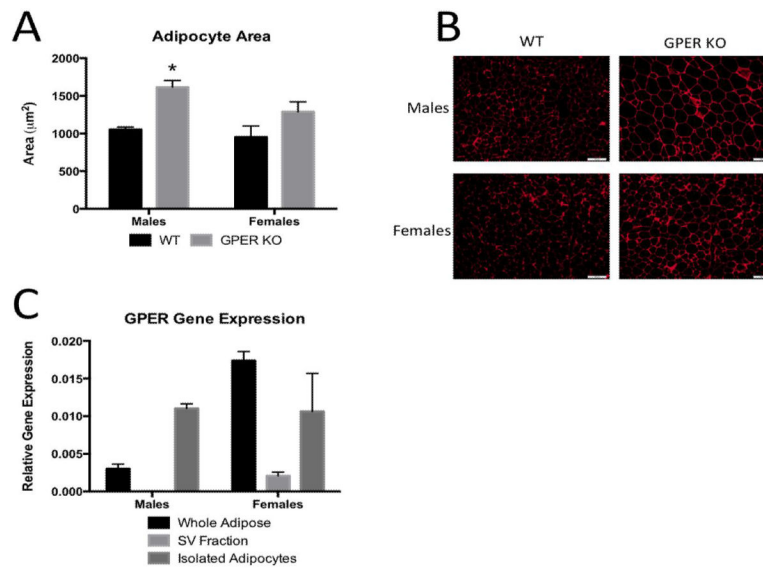 A
Adipocyte Area
2000
1500
1000
500
0
Area (μm²)
*
Males
Females
WT
GPER KO
B
WT
GPER KO
Males
Females
C
GPER Gene Expression
0.020
0.015
0.010
0.005
0.000
Relative Gene Expression
Males
Females
Whole Adipose
SV Fraction
Isolated Adipocytes